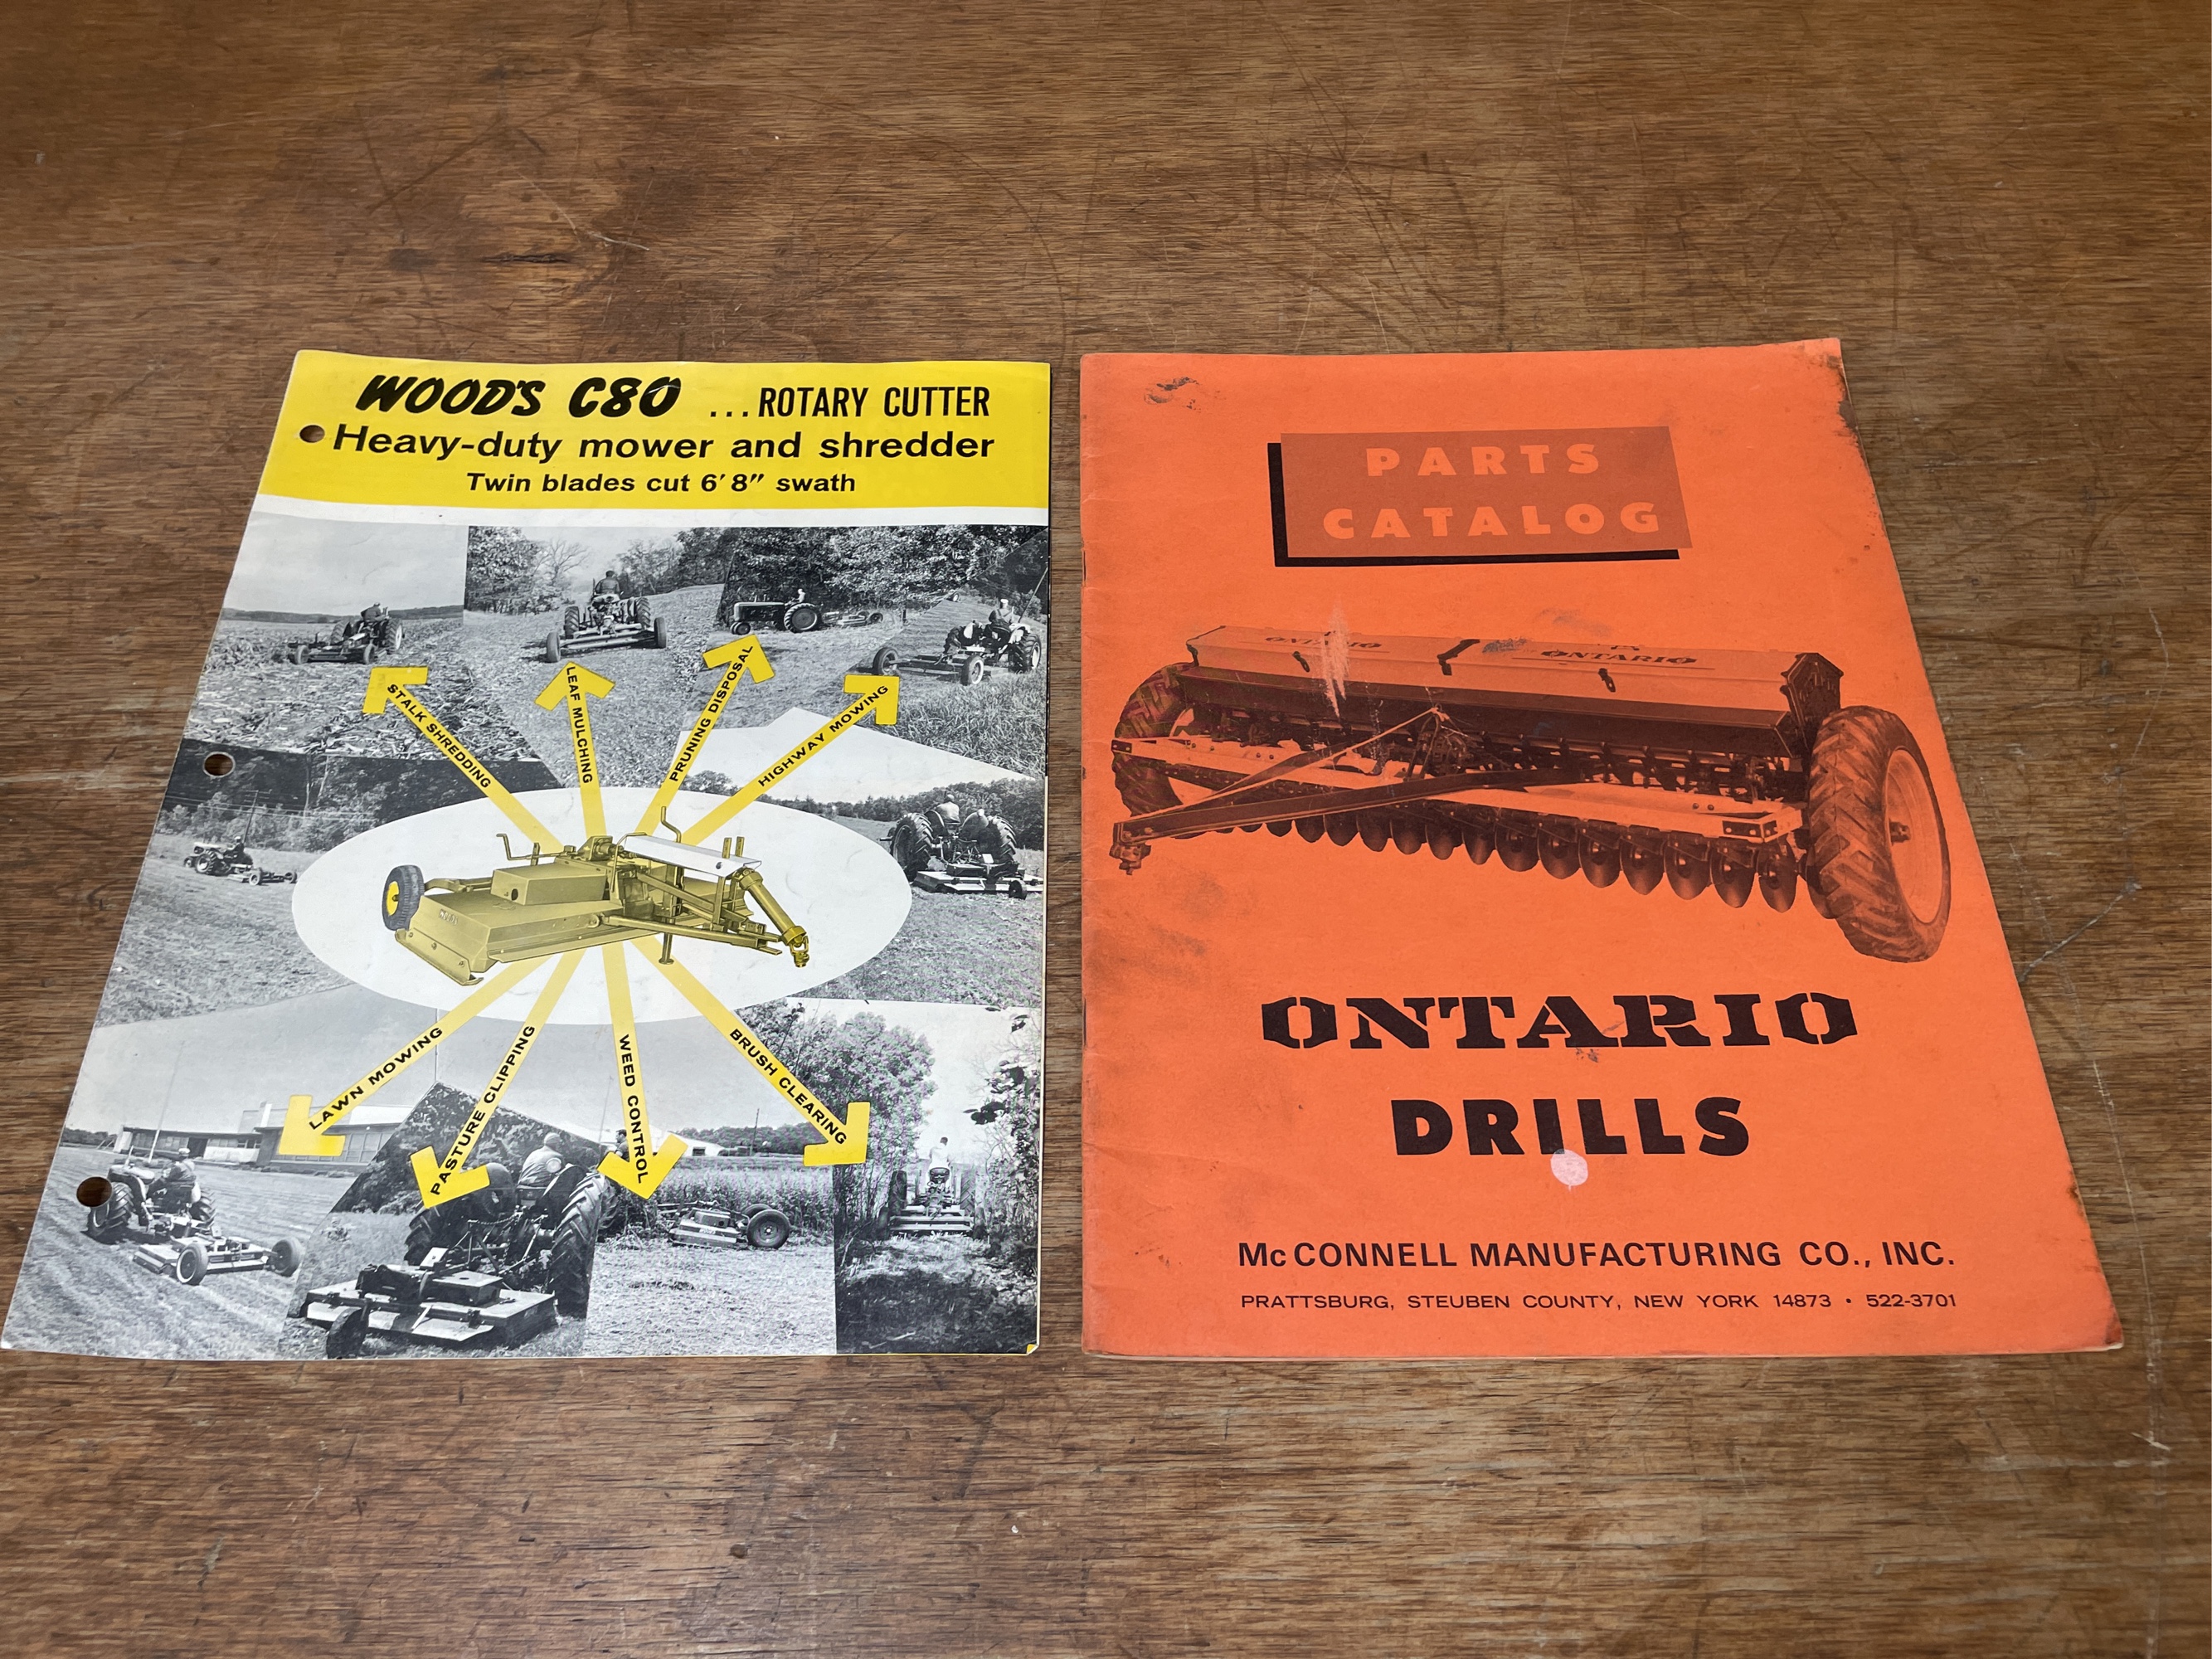 WOOD'S C80 ...ROTARY CUTTER
Heavy-duty mower and shredder
Twin blades cut 6'8" swath
STALK SHREDDING
LEAF MULCHING
PRUNING DISPOSAL
HIGHWAY MOWING
LAWN MOWING
PASTURE CLIPPING
WEED CONTROL
BRUSH CLEARING
PARTS
CATALOG
ONTARIO
ONTARIO
ONTARIO
DRILLS
McCONNELL MANUFACTURING CO., INC.
PRATTSBURG, STEUBEN COUNTY, NEW YORK 14873 • 522-3701